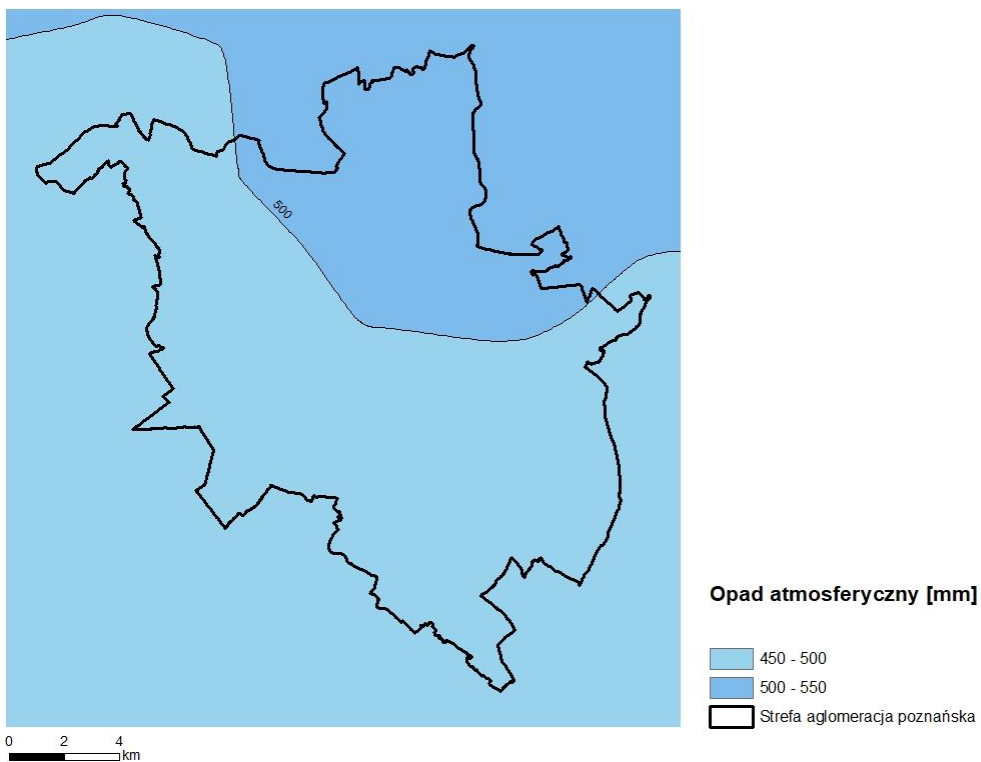 500
Opad atmosferyczny [mm]
450 - 500
500 - 550
Strefa aglomeracja poznańska
0 2 4
km